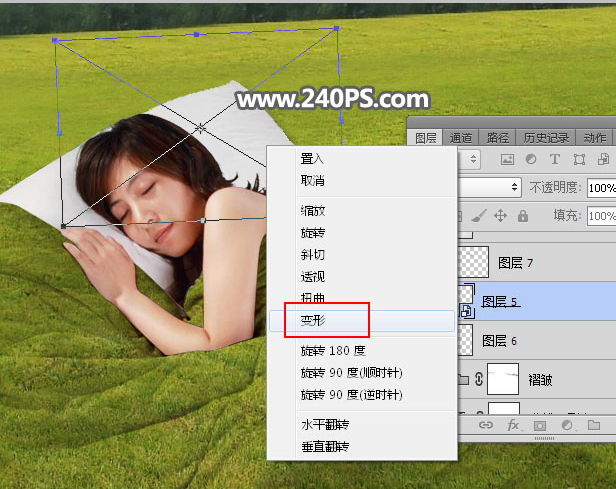 www.240PS.com
图层 通道 路径 历史记录 动作
置入
取消
缩放
旋转
斜切
透视
扭曲
变形
旋转 180 度
旋转 90 度(顺时针)
旋转 90 度(逆时针)
水平翻转
垂直翻转
不透明度: 100%
填充: 100%
图层 7
图层 5
图层 6
褶皱
fx